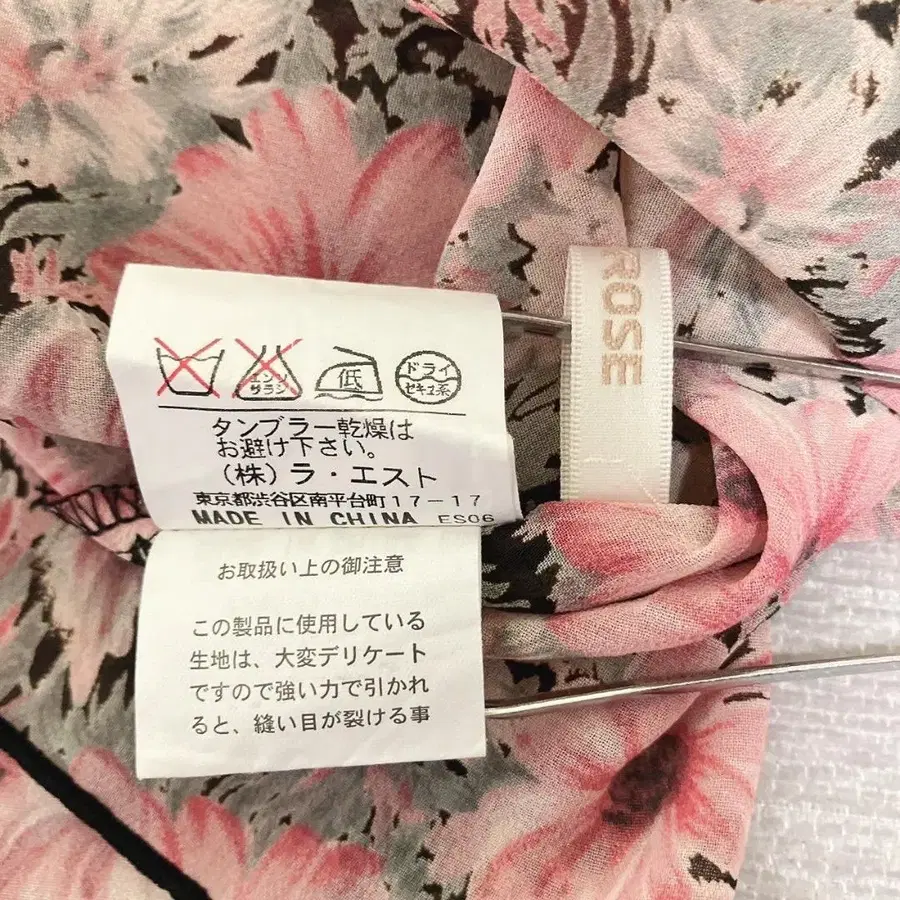 エンソ
サラシ
低
ドライ
セキユ系
タンブラー乾燥は
お避け下さい。
(株)ラ・エスト
東京都渋谷区南平台町17-17
MADE IN CHINA ES06
お取扱い上の御注意
この製品に使用している
生地は、大変デリケート
ですので強い力で引かれ
ると、縫い目が裂ける事
ROSE